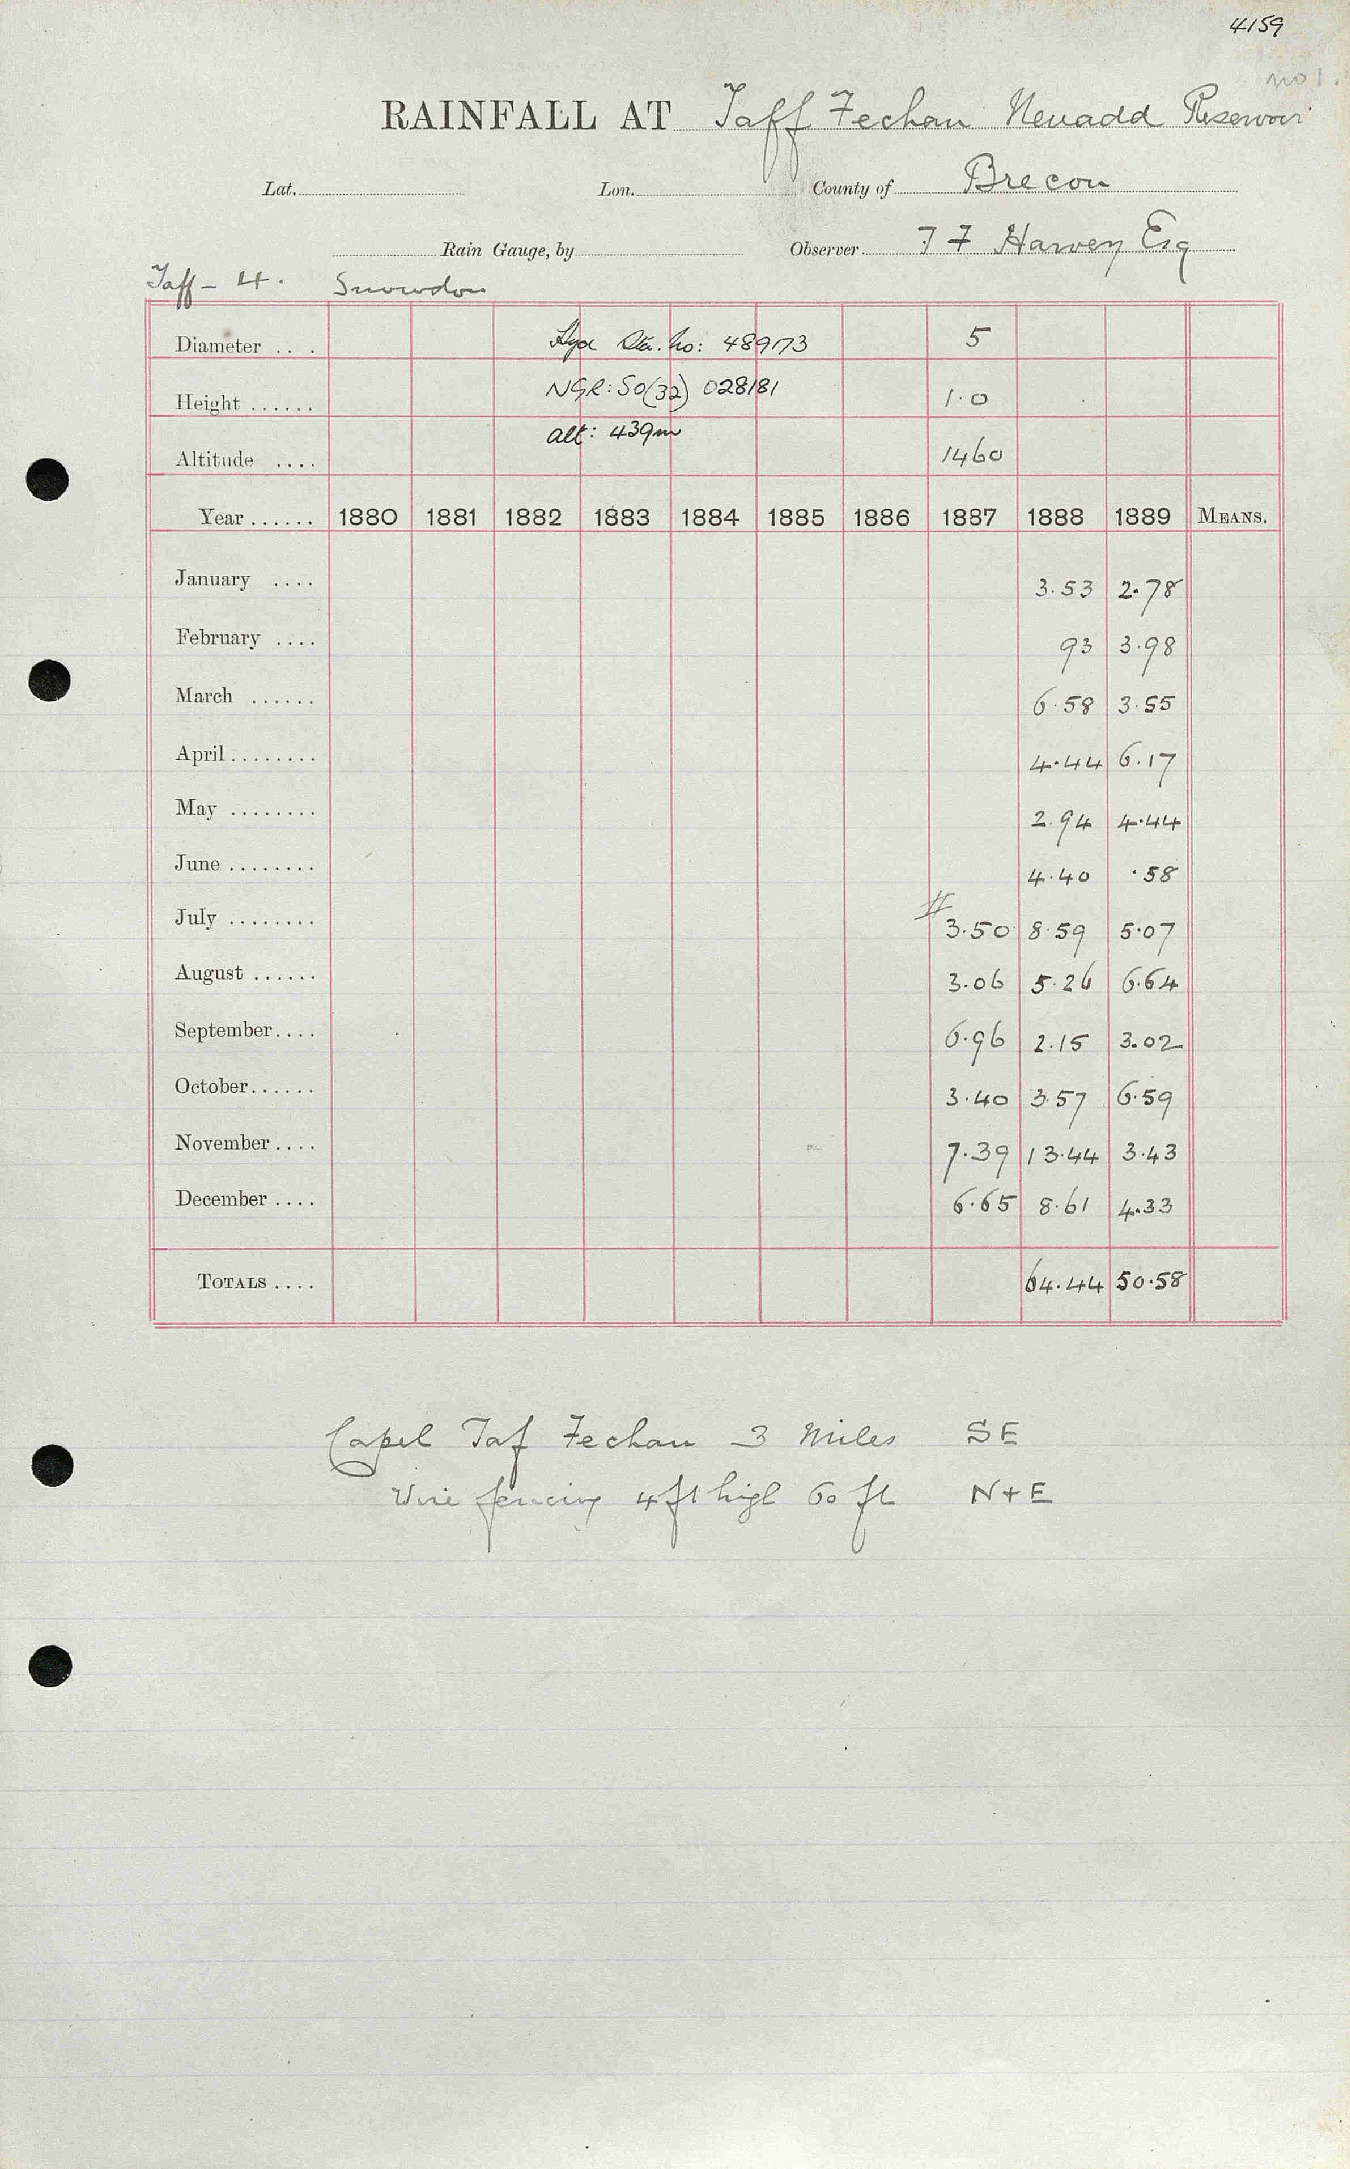 4159
no 1.
RAINFALL AT Taff Fechan Neuadd Reservoir
Lat. Lon. County of Brecon
Rain Gauge, by Observer T F Harvey Esq
Taff - 4. Snowdon
Diameter .... Hyd Sta. no: 489173 5
Height ...... NGR: SO(32) 028181 1.0
alt: 439m
Altitude .... 1460
Year ...... 1880 1881 1882 1883 1884 1885 1886 1887 1888 1889 MEANS.
January .... 3.53 2.78
February .... 93 3.98
March ...... 6.58 3.55
April ........ 4.44 6.17
May ........ 2.94 4.44
June ........ 4.40 .58
July ........ # 3.50 8.59 5.07
August ...... 3.06 5.26 6.64
September .... 6.96 2.15 3.02
October ...... 3.40 3.57 6.59
November .... 7.39 13.44 3.43
December .... 6.65 8.61 4.33
TOTALS .... 64.44 50.58
Capel Taf Fechan 3 Miles SE
Wire fencing 4 ft high 60 ft N + E